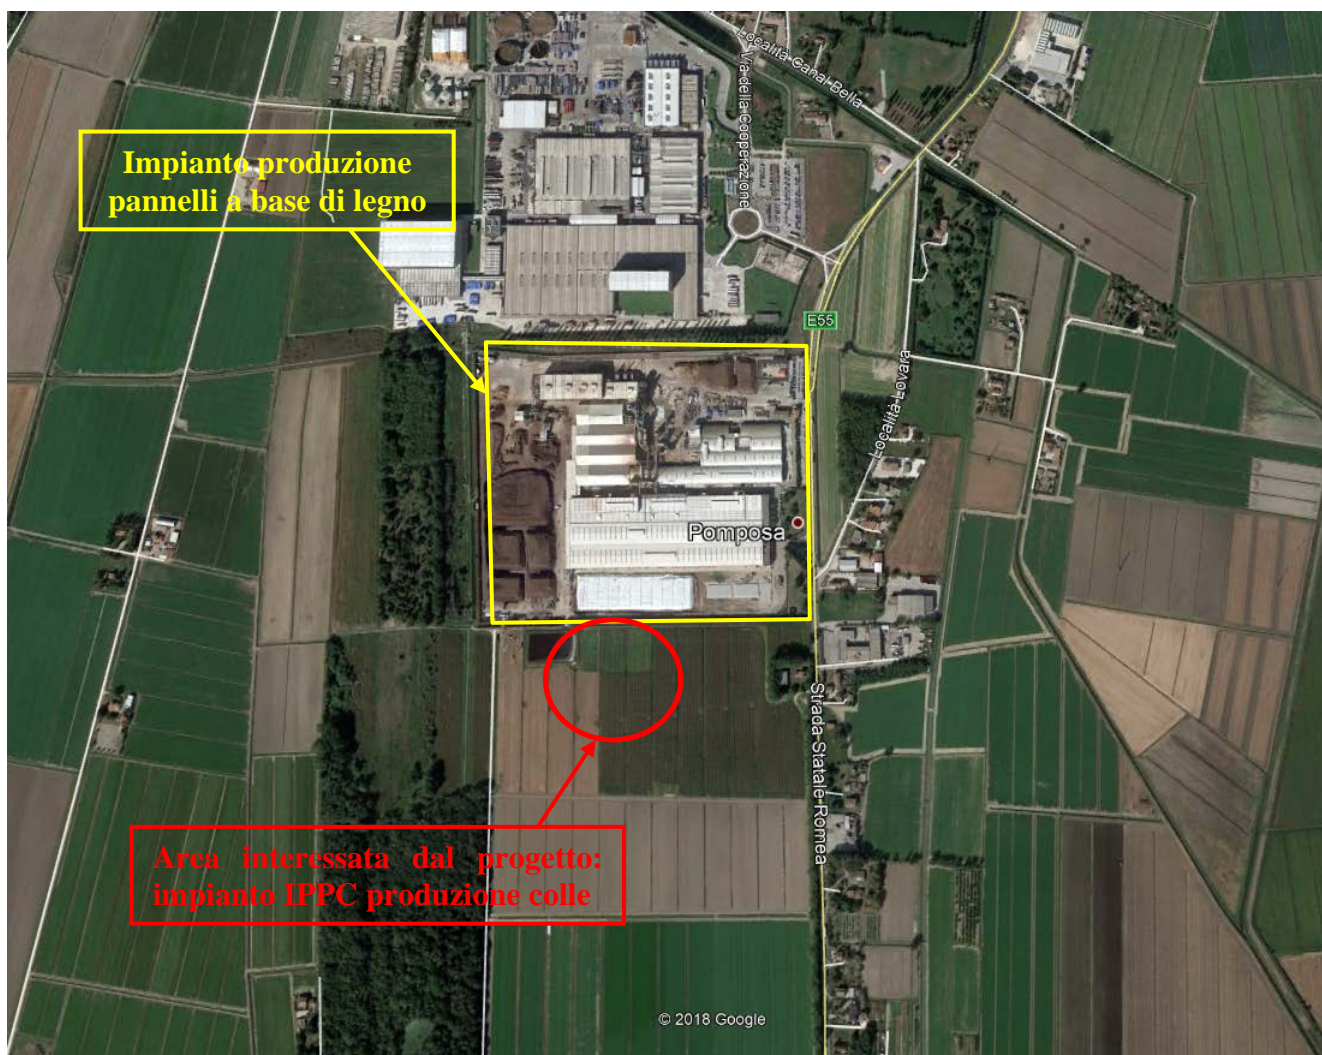 Località Canal Bella
Via della Cooperazione
Impianto produzione
pannelli a base di legno
E55
Località Lovara
Pomposa
Strada Statale Romea
Area interessata dal progetto:
impianto IPPC produzione colle
© 2018 Google